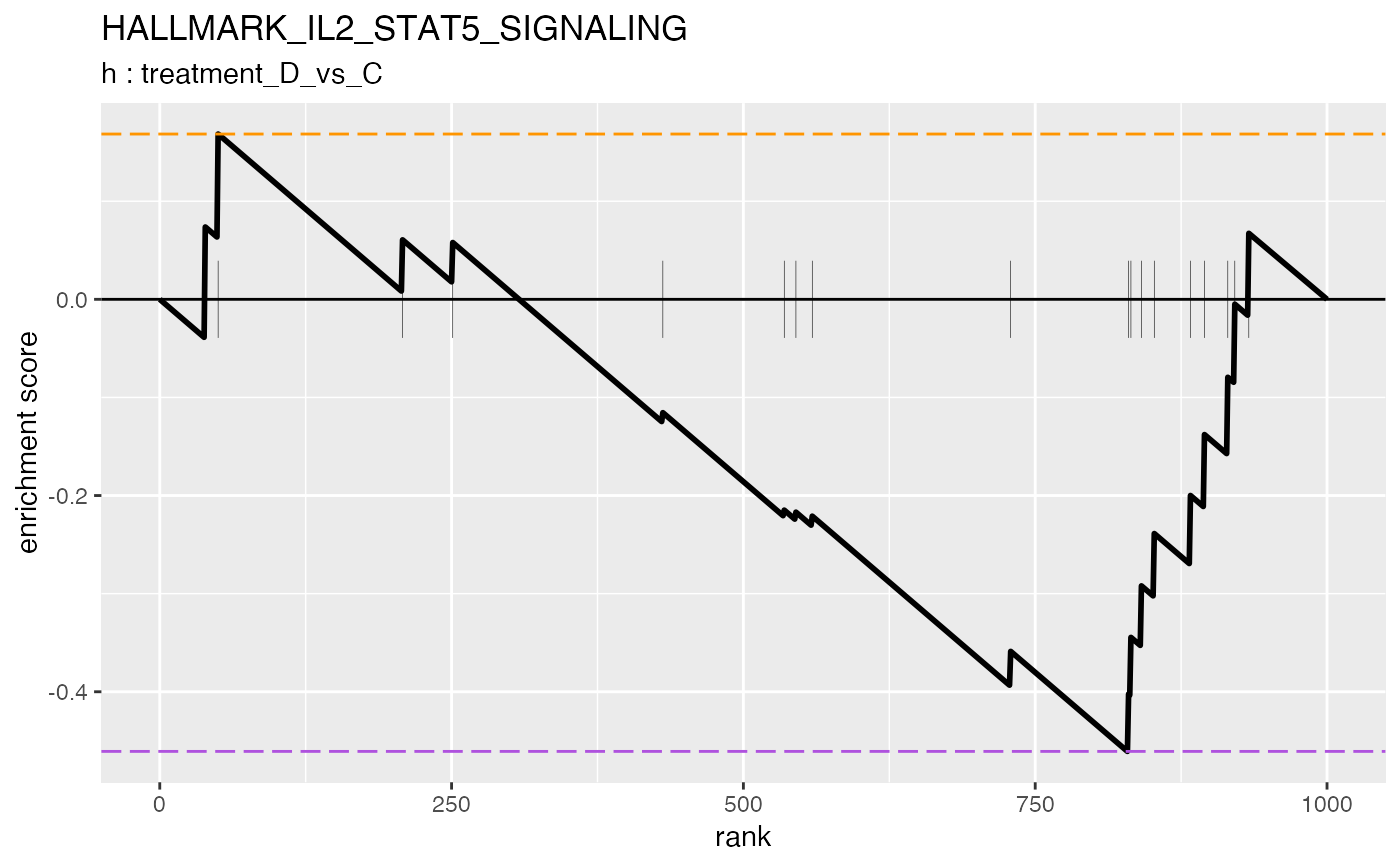 HALLMARK_IL2_STAT5_SIGNALING
h : treatment_D_vs_C
enrichment score
0.0
-0.2
-0.4
0 250 500 750 1000
rank